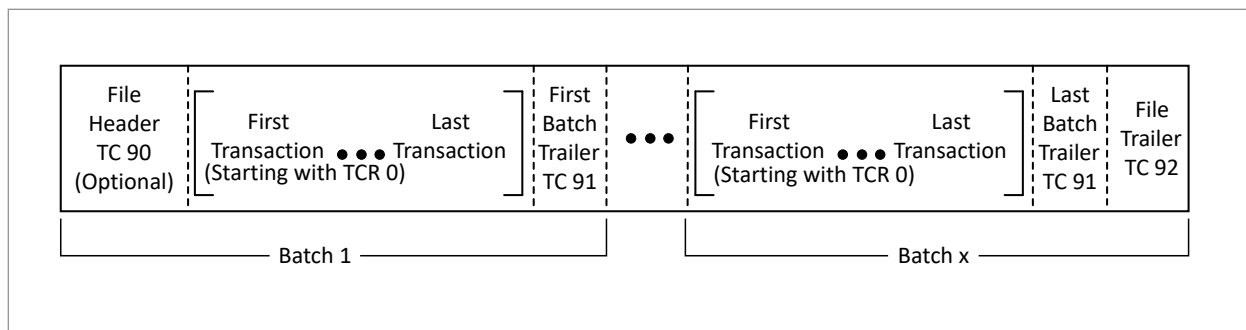 File
Header
TC 90
(Optional)
First
Transaction
Last
Transaction
(Starting with TCR 0)
First
Batch
Trailer
TC 91
First
Transaction
Last
Transaction
(Starting with TCR 0)
Last
Batch
Trailer
TC 91
File
Trailer
TC 92
Batch 1
Batch x